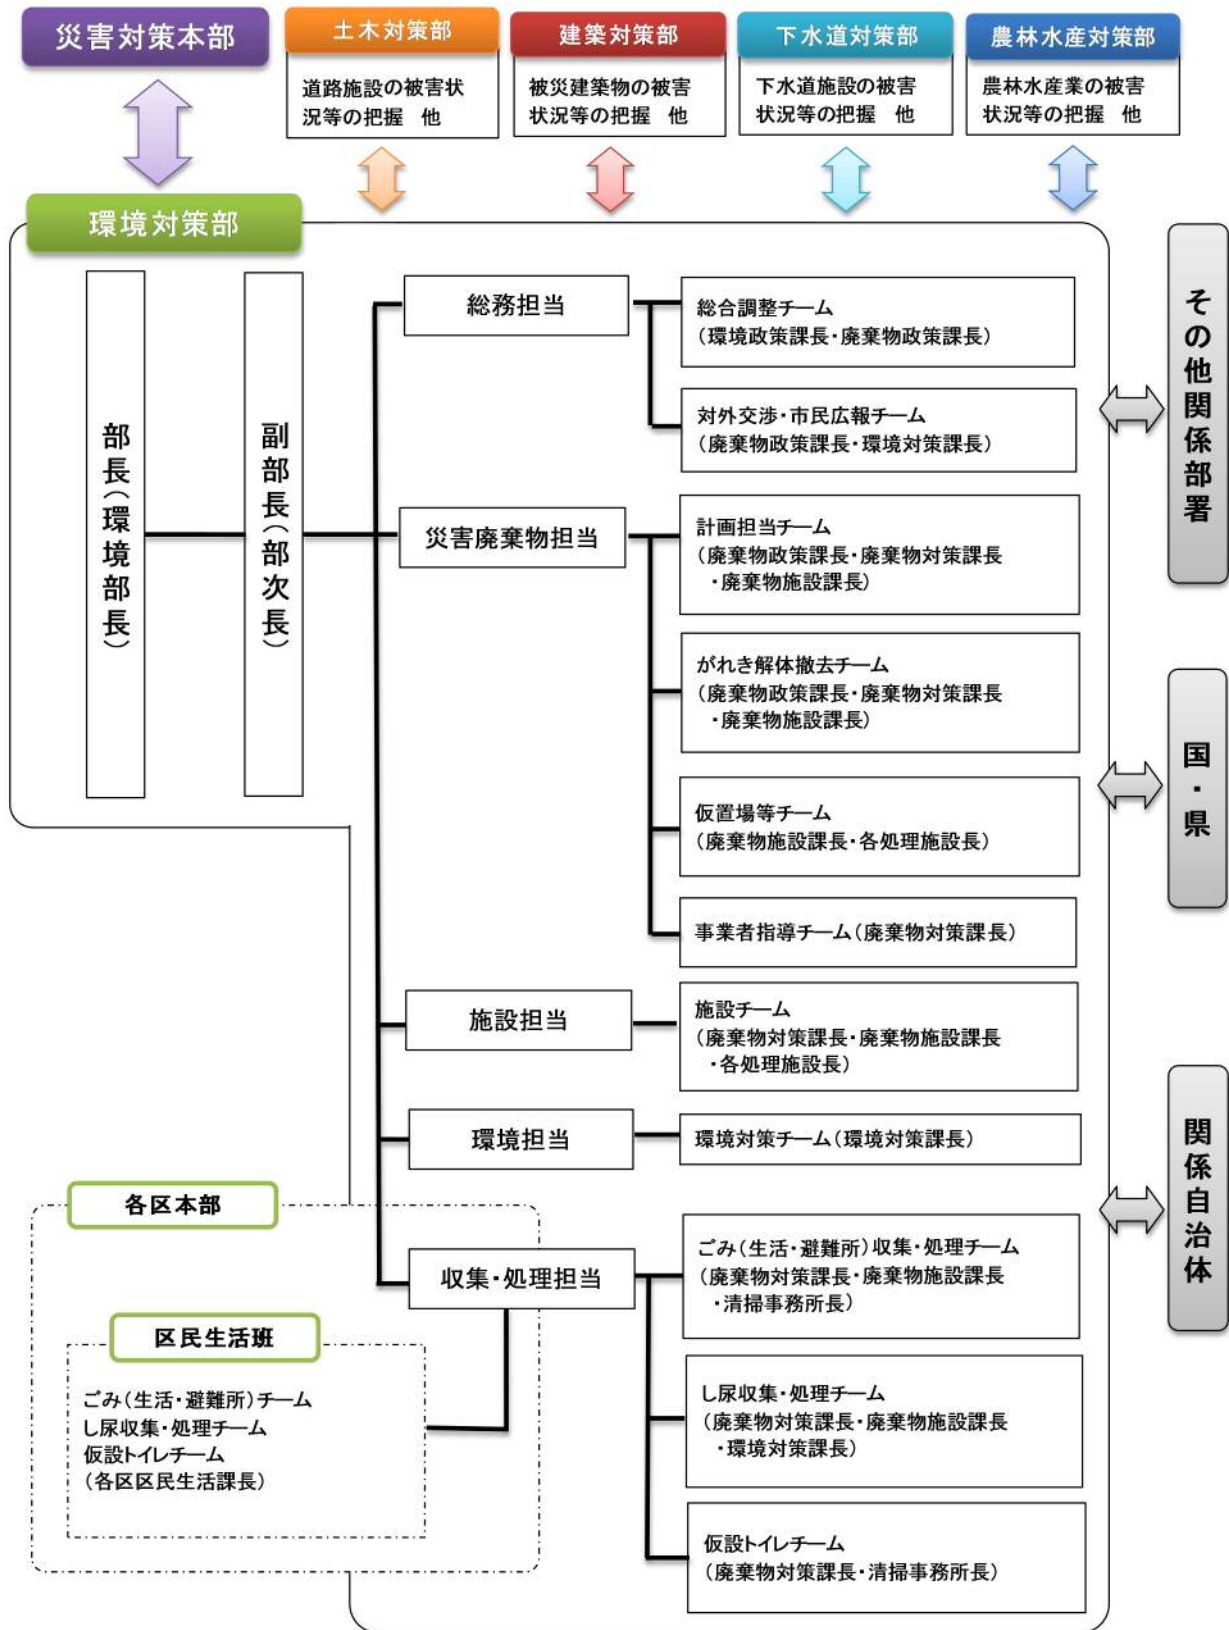 災害対策本部
土木対策部
建築対策部
下水道対策部
農林水産対策部
道路施設の被害状
況等の把握 他
被災建築物の被害
状況等の把握 他
下水道施設の被害
状況等の把握 他
農林水産業の被害
状況等の把握 他
環境対策部
部長（環境部長）
副部長（部次長）
総務担当
総合調整チーム
（環境政策課長・廃棄物政策課長）
対外交渉・市民広報チーム
（廃棄物政策課長・環境対策課長）
災害廃棄物担当
計画担当チーム
（廃棄物政策課長・廃棄物対策課長
・廃棄物施設課長）
がれき解体撤去チーム
（廃棄物政策課長・廃棄物対策課長
・廃棄物施設課長）
仮置場等チーム
（廃棄物施設課長・各処理施設長）
事業者指導チーム（廃棄物対策課長）
施設担当
施設チーム
（廃棄物対策課長・廃棄物施設課長
・各処理施設長）
環境担当
環境対策チーム（環境対策課長）
収集・処理担当
ごみ（生活・避難所）収集・処理チーム
（廃棄物対策課長・廃棄物施設課長
・清掃事務所長）
し尿収集・処理チーム
（廃棄物対策課長・廃棄物施設課長
・環境対策課長）
仮設トイレチーム
（廃棄物対策課長・清掃事務所長）
各区本部
区民生活班
ごみ（生活・避難所）チーム
し尿収集・処理チーム
仮設トイレチーム
（各区区民生活課長）
その他関係部署
国・県
関係自治体